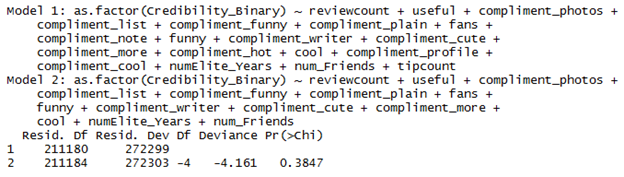 Model 1: as.factor(Credibility_Binary) ~ reviewcount + useful + compliment_photos +
compliment_list + compliment_funny + compliment_plain + fans +
compliment_note + funny + compliment_writer + compliment_cute +
compliment_more + compliment_hot + cool + compliment_profile +
compliment_cool + numElite_Years + num_Friends + tipcount
Model 2: as.factor(Credibility_Binary) ~ reviewcount + useful + compliment_photos +
compliment_list + compliment_funny + compliment_plain + fans +
funny + compliment_writer + compliment_cute + compliment_more +
cool + numElite_Years + num_Friends
Resid. Df Resid. Dev Df Deviance Pr(>Chi)
1 211180 272299
2 211184 272303 -4 -4.161 0.3847